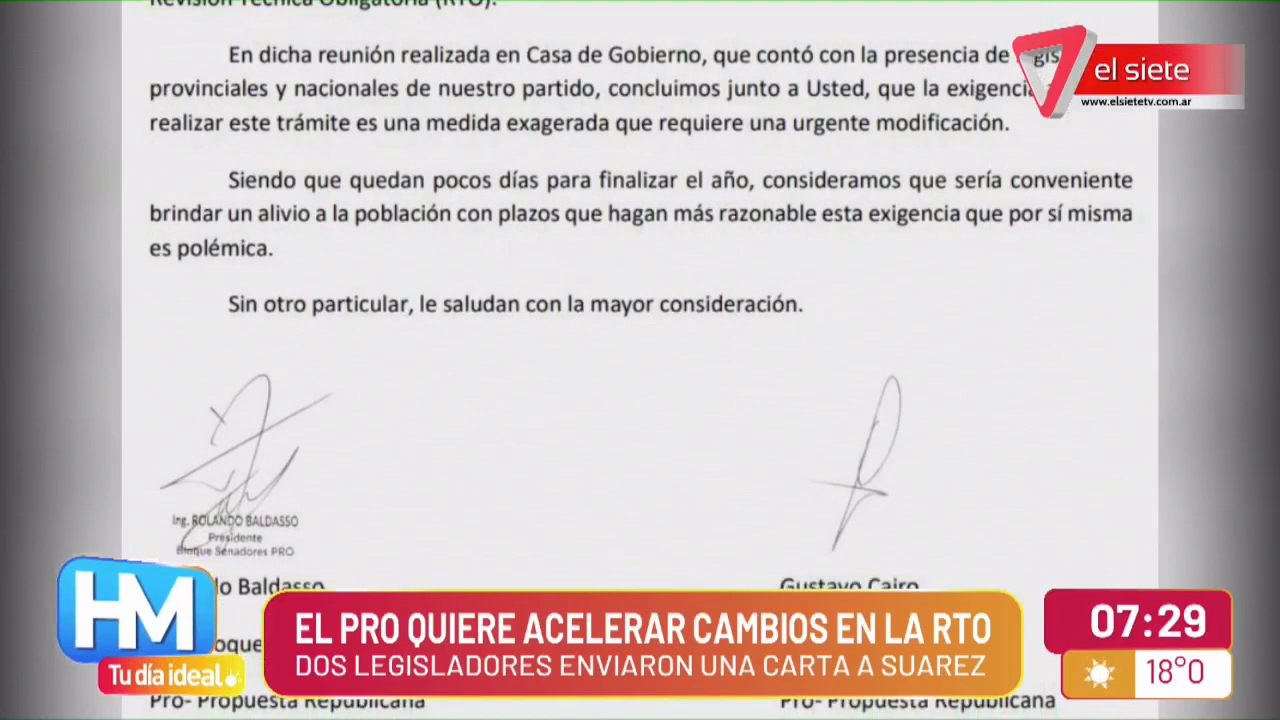 Revisión Técnica Obligatoria (RTO).
En dicha reunión realizada en Casa de Gobierno, que contó con la presencia de
provinciales y nacionales de nuestro partido, concluimos junto a Usted, que la exigencia
realizar este trámite es una medida exagerada que requiere una urgente modificación.
Siendo que quedan pocos días para finalizar el año, consideramos que sería conveniente
brindar un alivio a la población con plazos que hagan más razonable esta exigencia que por sí misma
es polémica.
Sin otro particular, le saludan con la mayor consideración.
Ing. ROLANDO BALDASSO
Presidente
Bloque Senadores PRO
Baldasso
Gustavo Cairo
Pro- Propuesta Republicana
Pro- Propuesta Republicana
el siete
www.elsietetv.com.ar
HM
Tu día ideal
EL PRO QUIERE ACELERAR CAMBIOS EN LA RTO
DOS LEGISLADORES ENVIARON UNA CARTA A SUAREZ
07:29
18°0